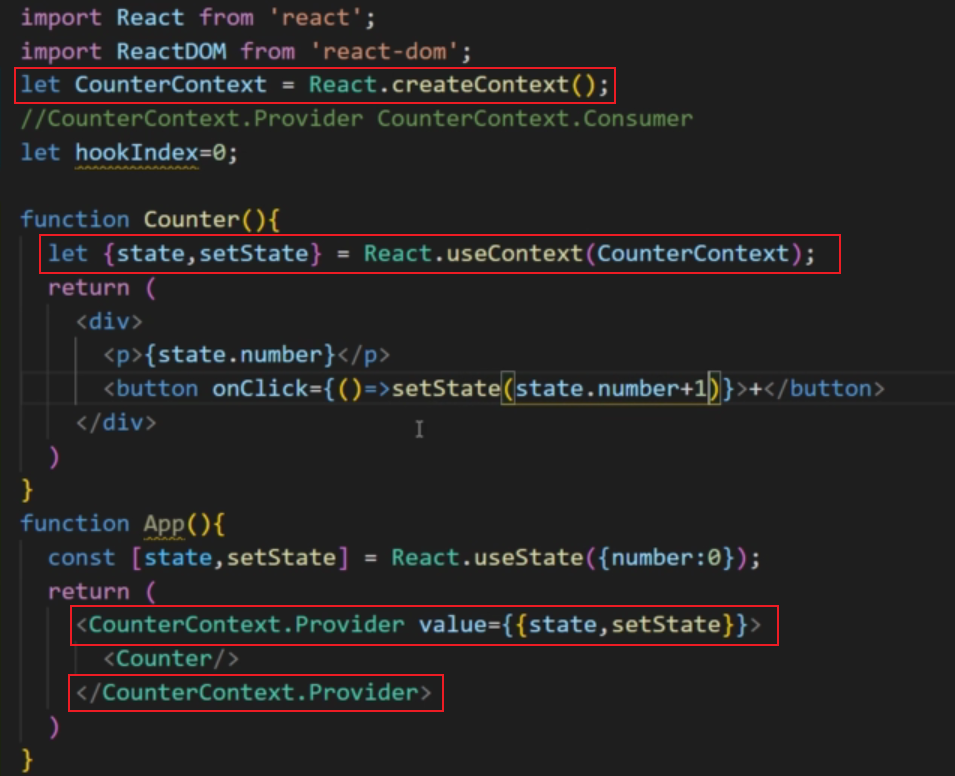 import React from 'react';
import ReactDOM from 'react-dom';
let CounterContext = React.createContext();
//CounterContext.Provider CounterContext.Consumer
let hookIndex=0;
function Counter(){
let {state,setState} = React.useContext(CounterContext);
return (
<div>
<p>{state.number}</p>
<button onClick={()=>setState(state.number+1)}>+</button>
</div>
)
}
function App(){
const [state,setState] = React.useState({number:0});
return (
<CounterContext.Provider value={{state,setState}}>
<Counter/>
</CounterContext.Provider>
)
}